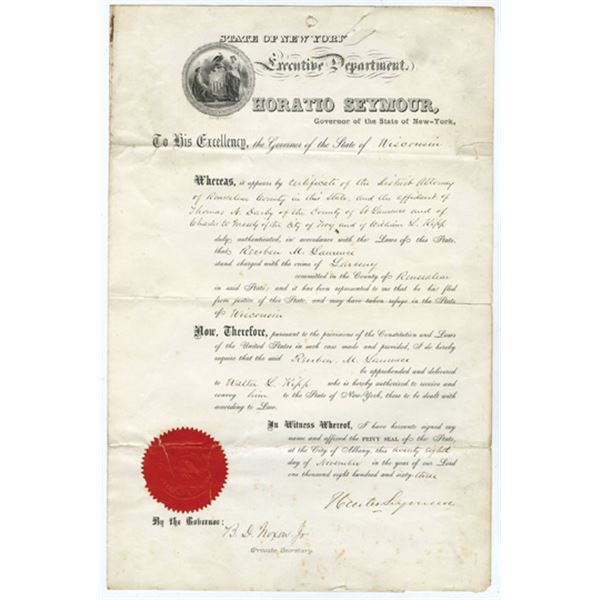 STATE OF NEW YORK
Executive Department.
HORATIO SEYMOUR,
Governor of the State of New-York,
To His Excellency, the Governor of the State of Wisconsin
Whereas, it appears by certificate of the District Attorney
of Rensselaer County in this State, and the affidavit of
Thomas N. Darby of the County of St Lawrence and of
Charles W. of the City of Troy and of William L. Kipp
duly authenticated, in accordance with the Laws of this State,
that Reuben M. Lawrence
stand charged with the crime of Larceny
committed in the County of Rensselaer
in said State; and it has been represented to me that he has fled
from justice of this State, and may have taken refuge in the State
of Wisconsin
Now, Therefore, pursuant to the provisions of the Constitution and Laws
of the United States in such case made and provided, I do hereby
require that the said Reuben M. Lawrence
be apprehended and delivered
to Walter L. Kipp who is hereby authorized to receive and
convey him to the State of New York, there to be dealt with
according to Law.
In Witness Whereof, I have hereunto signed my
name and affixed the PRIVY SEAL of the State,
at the City of Albany, this twenty eighth
day of November in the year of our Lord
one thousand eight hundred and sixty-three
Horatio Seymour
By the Governor:
B. D. Noxon Jr
Private Secretary.